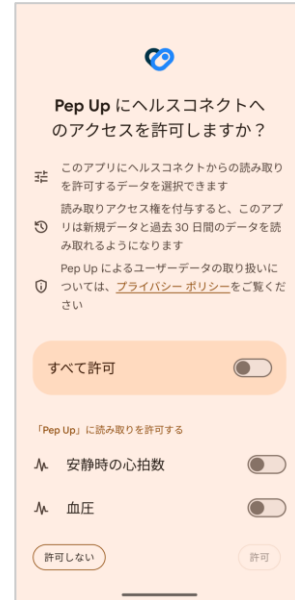 Pep Up にヘルスコネクトへ
のアクセスを許可しますか？
このアプリにヘルスコネクトからの読み取り
を許可するデータを選択できます
読み取りアクセス権を付与すると、このアプ
リは新規データと過去 30 日間のデータを読
み取れるようになります
Pep Up によるユーザーデータの取り扱いに
ついては、プライバシー ポリシーをご覧くだ
さい
すべて許可
「Pep Up」に読み取りを許可する
安静時の心拍数
血圧
許可しない
許可